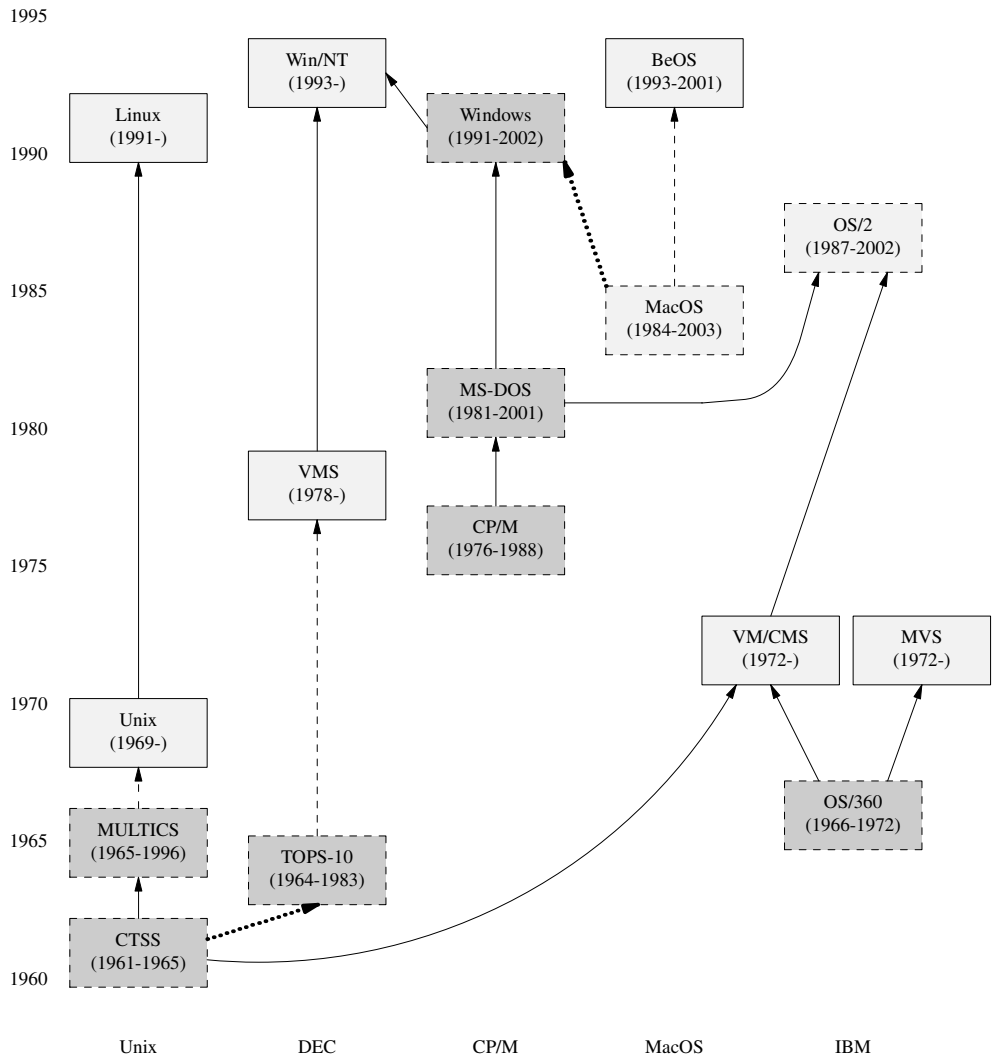 1995
Win/NT
(1993-)
BeOS
(1993-2001)
Linux
(1991-)
Windows
(1991-2002)
1990
OS/2
(1987-2002)
1985
MacOS
(1984-2003)
MS-DOS
(1981-2001)
1980
VMS
(1978-)
CP/M
(1976-1988)
1975
VM/CMS
(1972-)
MVS
(1972-)
1970
Unix
(1969-)
OS/360
(1966-1972)
1965
MULTICS
(1965-1996)
TOPS-10
(1964-1983)
CTSS
(1961-1965)
1960
Unix DEC CP/M MacOS IBM